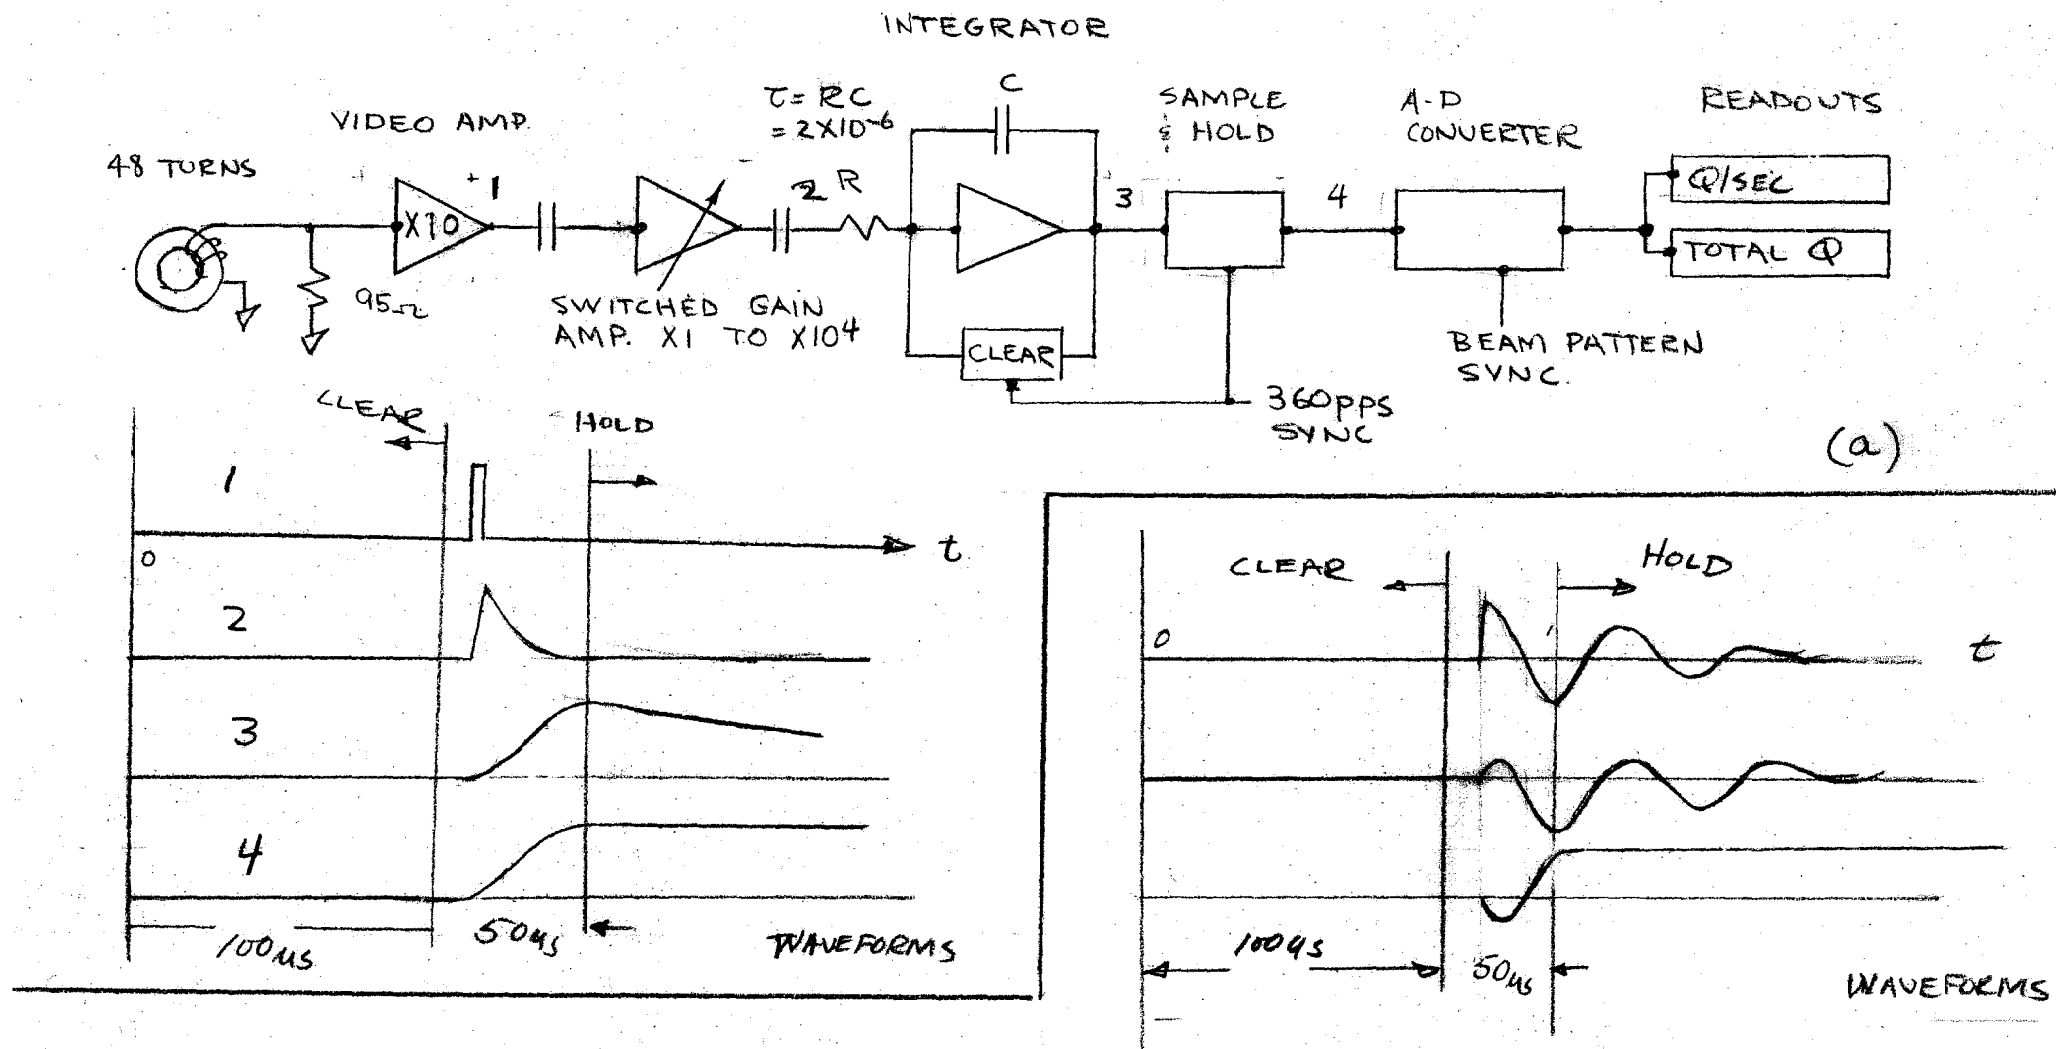 INTEGRATOR
VIDEO AMP.
48 TURNS
X10
1
95Ω
SWITCHED GAIN
AMP. X1 TO X10⁴
τ = RC
= 2X10⁻⁶
2
R
C
CLEAR
3
SAMPLE
& HOLD
4
A-D
CONVERTER
READOUTS
Q/SEC
TOTAL Q
BEAM PATTERN
SYNC.
360pps
SYNC
(a)
CLEAR
HOLD
1
0
t
2
3
4
100μs
50μs
WAVEFORMS
CLEAR
HOLD
0
t
100μs
50μs
WAVEFORMS